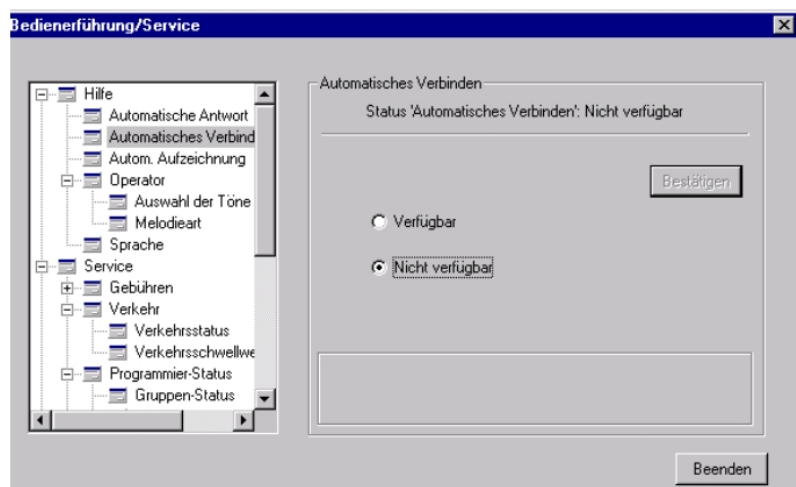 Bedienerführung/Service
Hilfe
Automatische Antwort
Automatisches Verbind
Autom. Aufzeichnung
Operator
Auswahl der Töne
Melodieart
Sprache
Service
Gebühren
Verkehr
Verkehrsstatus
Verkehrsschwellwe
Programmier-Status
Gruppen-Status
Automatisches Verbinden
Status 'Automatisches Verbinden': Nicht verfügbar
Bestätigen
Verfügbar
Nicht verfügbar
Beenden